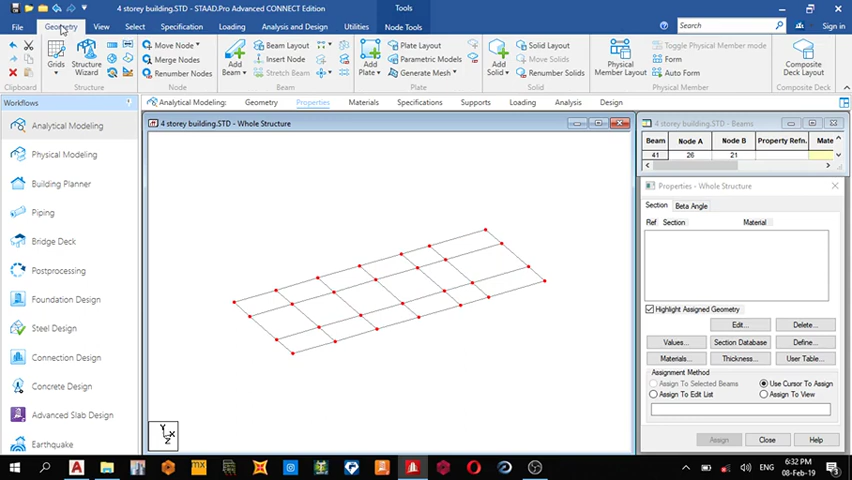 4 storey building.STD - STAAD.Pro Advanced CONNECT Edition
Tools
File Geometry View Select Specification Loading Analysis and Design Utilities Node Tools
Search
Sign in
Grids
Structure Wizard
Structure
Clipboard
Move Node
Merge Nodes
Renumber Nodes
Node
Add Beam
Beam Layout
Insert Node
Stretch Beam
Beam
Add Plate
Plate Layout
Parametric Models
Generate Mesh
Plate
Add Solid
Solid Layout
Renumber Solids
Solid
Physical Member Layout
Toggle Physical Member mode
Form
Auto Form
Physical Member
Composite Deck Layout
Composite Deck
Workflows
Analytical Modeling: Geometry Properties Materials Specifications Supports Loading Analysis Design
Analytical Modeling
Physical Modeling
Building Planner
Piping
Bridge Deck
Postprocessing
Foundation Design
Steel Design
Connection Design
Concrete Design
Advanced Slab Design
Earthquake
4 storey building.STD - Whole Structure
Y
X
Z
4 storey building.STD - Beams
Beam Node A Node B Property Refn. Mate
41 26 21
Properties - Whole Structure
Section Beta Angle
Ref Section Material
Highlight Assigned Geometry
Edit... Delete...
Values... Section Database Define...
Materials... Thickness... User Table...
Assignment Method
Assign To Selected Beams
Use Cursor To Assign
Assign To Edit List
Assign To View
Assign Close Help
ENG
6:32 PM
08-Feb-19
3